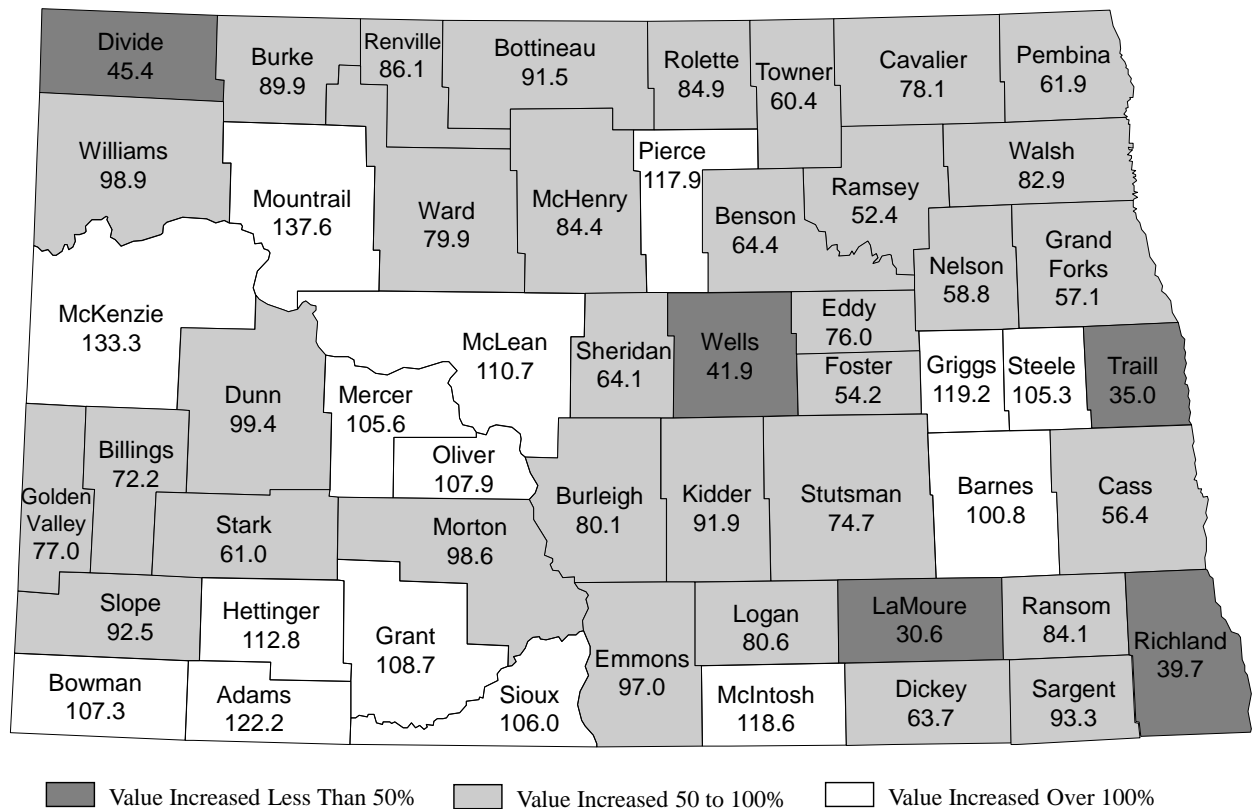 Divide
45.4
Burke
89.9
Renville
86.1
Bottineau
91.5
Rolette
84.9
Towner
60.4
Cavalier
78.1
Pembina
61.9
Williams
98.9
Mountrail
137.6
Ward
79.9
McHenry
84.4
Pierce
117.9
Benson
64.4
Ramsey
52.4
Walsh
82.9
Nelson
58.8
Grand
Forks
57.1
McKenzie
133.3
Dunn
99.4
Mercer
105.6
McLean
110.7
Sheridan
64.1
Wells
41.9
Eddy
76.0
Foster
54.2
Griggs
119.2
Steele
105.3
Traill
35.0
Golden
Valley
77.0
Billings
72.2
Stark
61.0
Oliver
107.9
Morton
98.6
Burleigh
80.1
Kidder
91.9
Stutsman
74.7
Barnes
100.8
Cass
56.4
Slope
92.5
Hettinger
112.8
Grant
108.7
Bowman
107.3
Adams
122.2
Sioux
106.0
Emmons
97.0
Logan
80.6
McIntosh
118.6
LaMoure
30.6
Dickey
63.7
Ransom
84.1
Sargent
93.3
Richland
39.7
Value Increased Less Than 50%
Value Increased 50 to 100%
Value Increased Over 100%